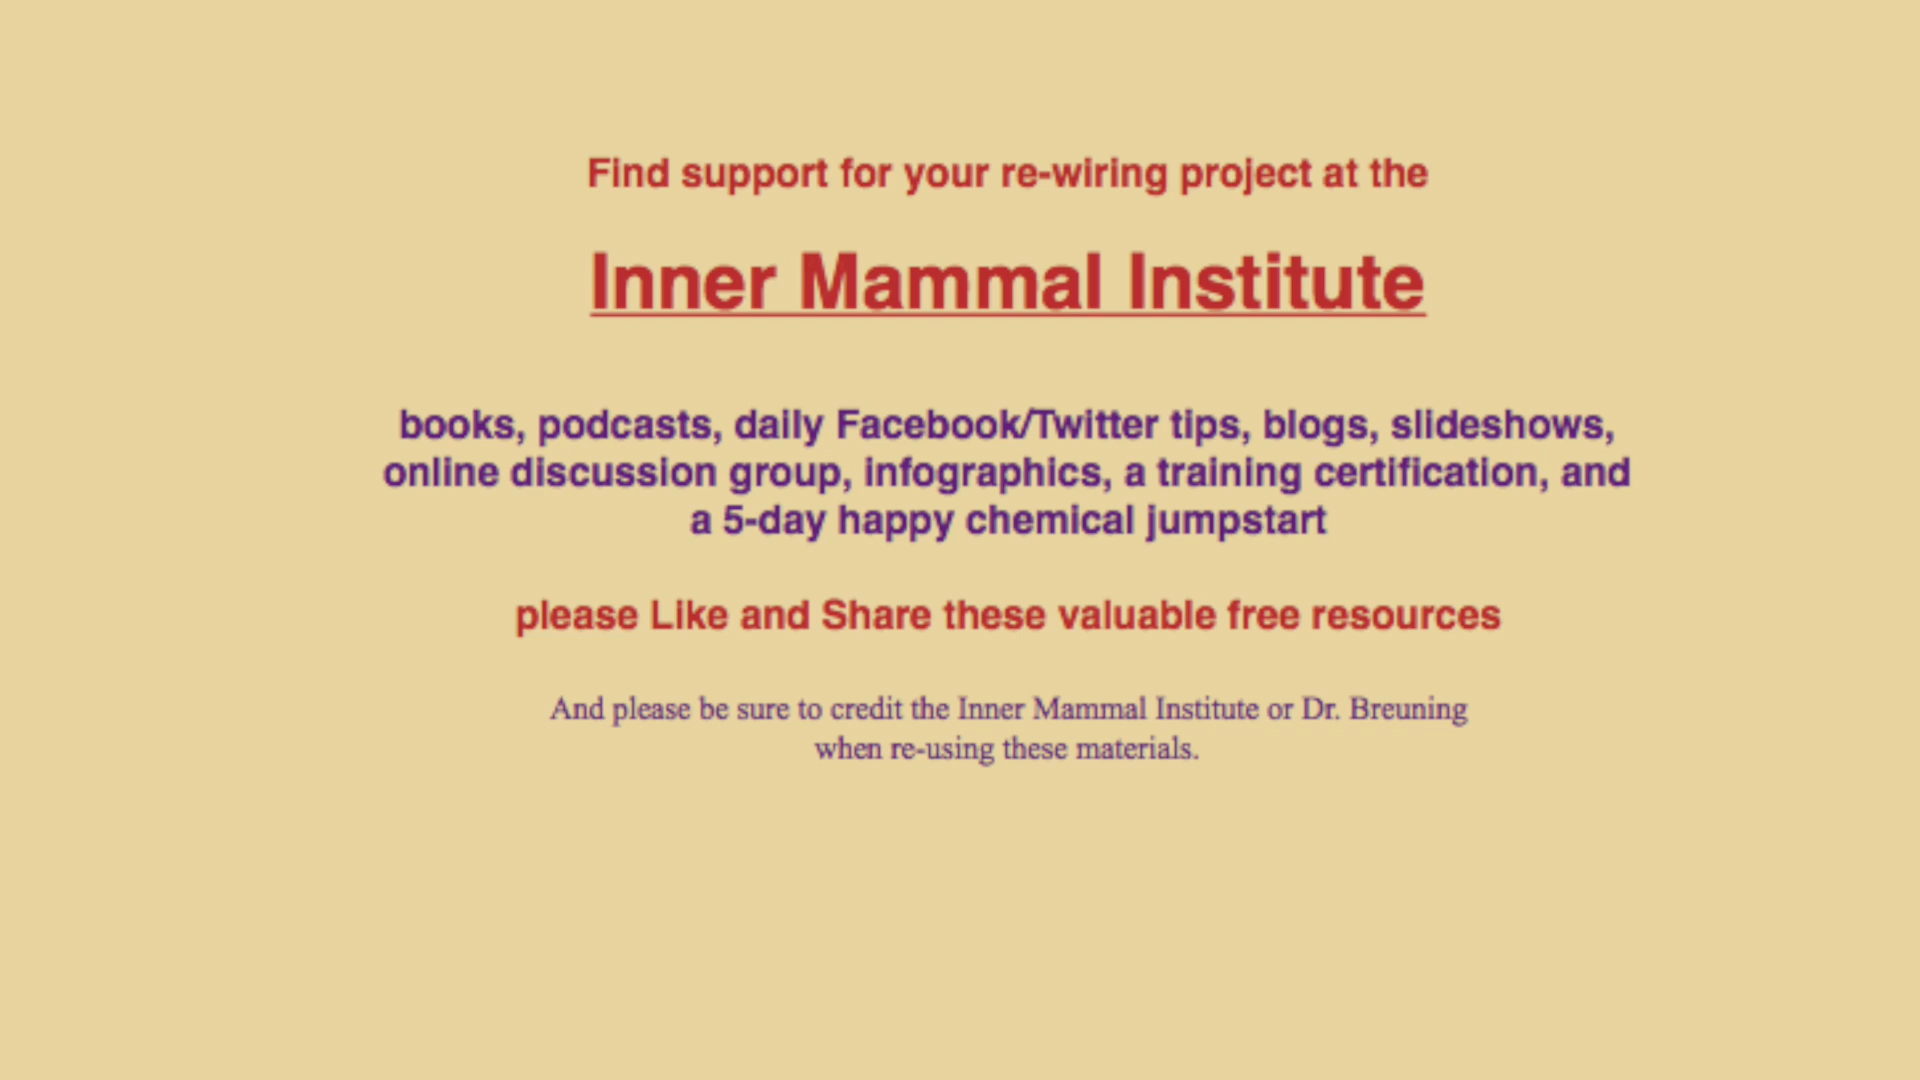 Find support for your re-wiring project at the
Inner Mammal Institute
books, podcasts, daily Facebook/Twitter tips, blogs, slideshows,
online discussion group, infographics, a training certification, and
a 5-day happy chemical jumpstart
please Like and Share these valuable free resources
And please be sure to credit the Inner Mammal Institute or Dr. Breuning
when re-using these materials.